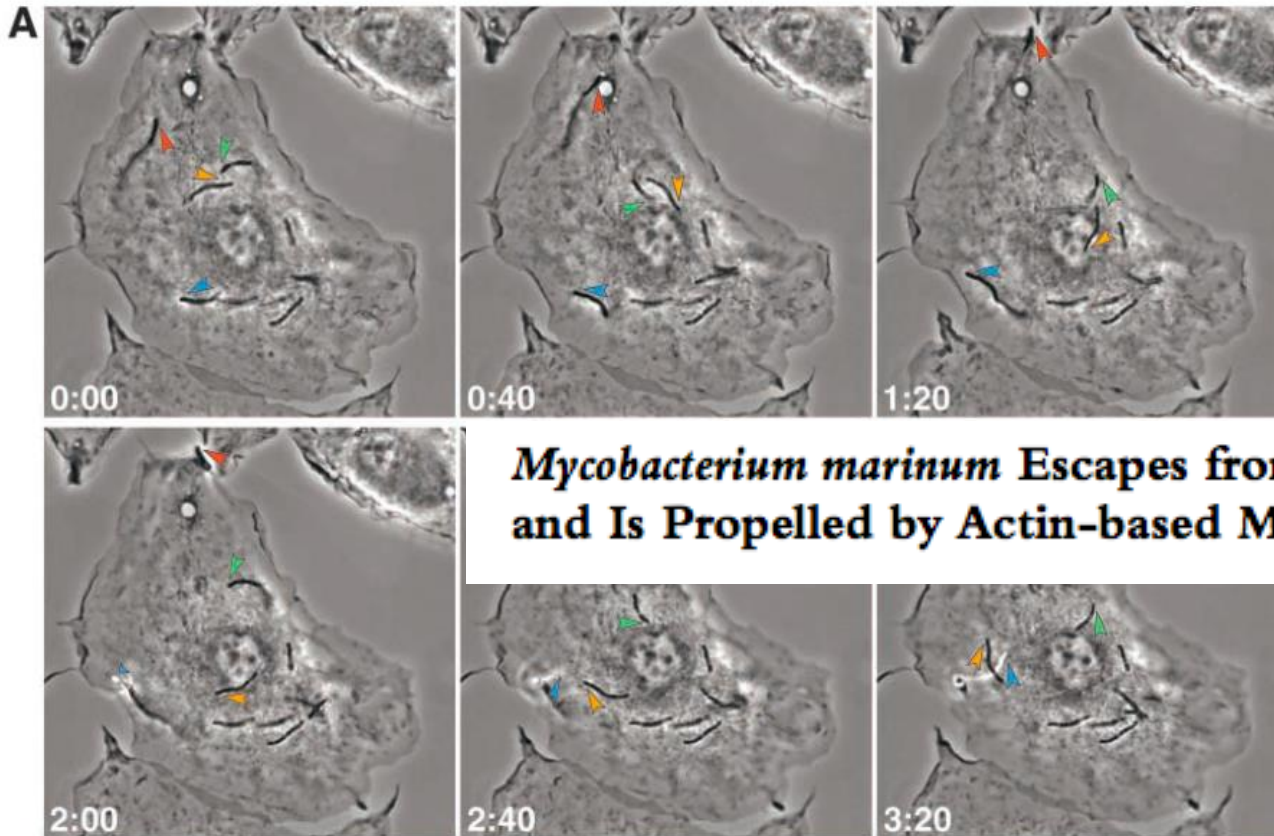 A
0:00
0:40
1:20
Mycobacterium marinum Escapes from
and Is Propelled by Actin-based M
2:00
2:40
3:20